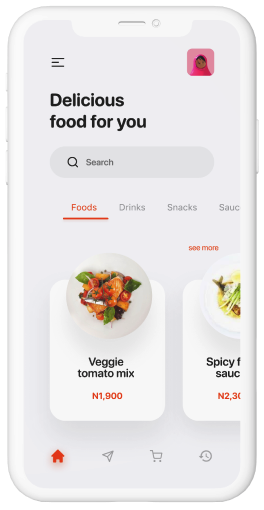 Delicious
food for you
Search
Foods Drinks Snacks Sauc
see more
Veggie
tomato mix
N1,900
Spicy f
sauc
N2,30